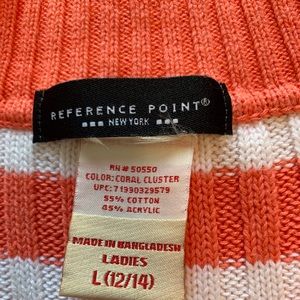 REFERENCE POINT®
NEW YORK
RN# 50550
COLOR: CORAL CLUSTER
UPC: 71990329579
55% COTTON
45% ACRYLIC
MADE IN BANGLADESH
LADIES
L (12/14)